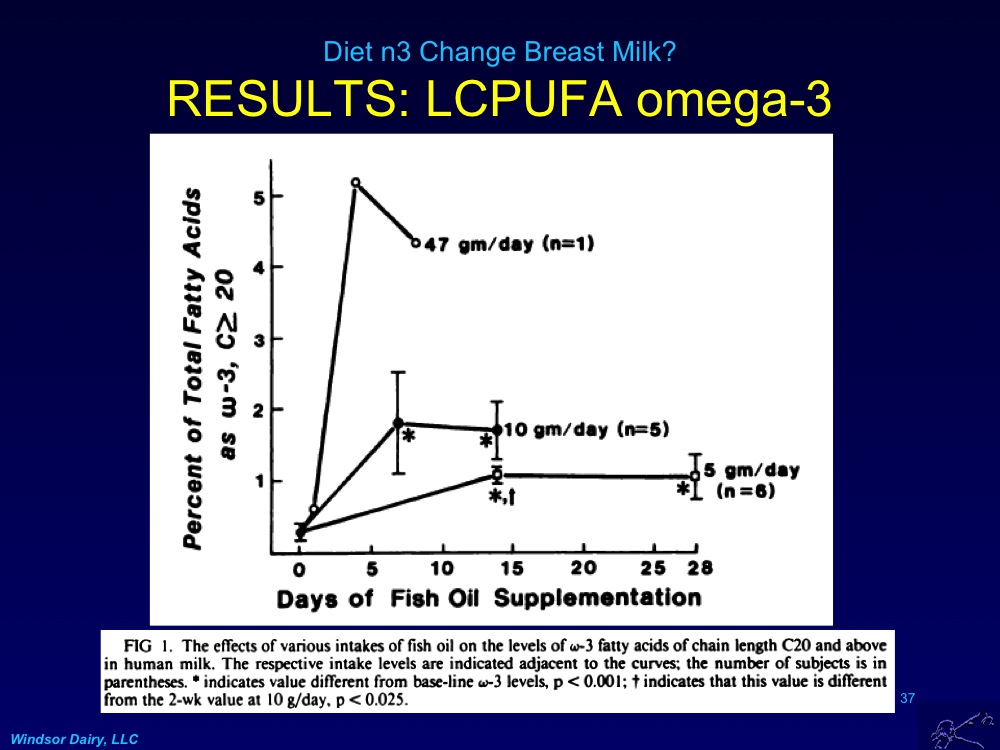 Diet n3 Change Breast Milk?
RESULTS: LCPUFA omega-3
Percent of Total Fatty Acids
as ω-3, C≥ 20
5
4
3
2
1
47 gm/day (n=1)
*
*
10 gm/day (n=5)
*,†
*
5 gm/day
(n=6)
0 5 10 15 20 25 28
Days of Fish Oil Supplementation
FIG 1. The effects of various intakes of fish oil on the levels of ω-3 fatty acids of chain length C20 and above
in human milk. The respective intake levels are indicated adjacent to the curves; the number of subjects is in
parentheses. * indicates value different from base-line ω-3 levels, p < 0.001; † indicates that this value is different
from the 2-wk value at 10 g/day, p < 0.025.
37
Windsor Dairy, LLC